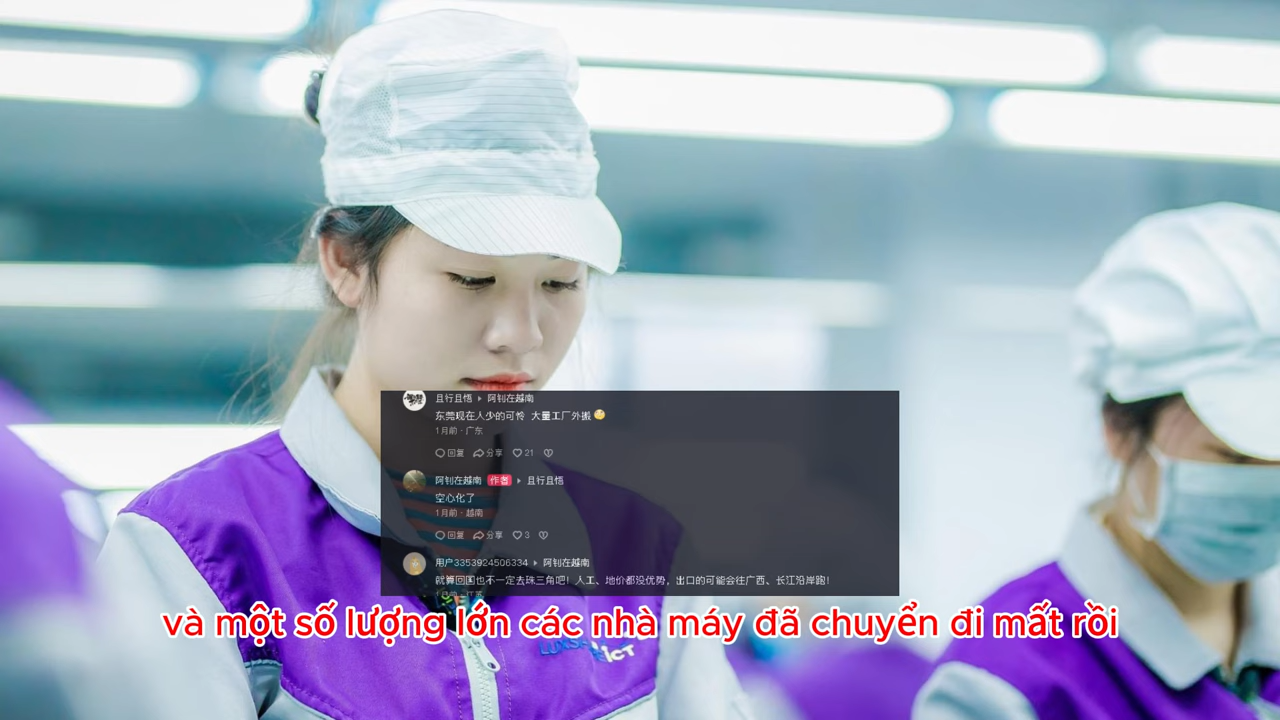 且行且悟 ▸ 阿钊在越南
东莞现在人少的可怜 大量工厂外搬
1月前 · 广东
回复 分享 21
阿钊在越南 作者 ▸ 且行且悟
空心化了
1月前 · 越南
回复 分享 3
用户3353924506334 ▸ 阿钊在越南
就算回国也不一定去珠三角吧！人工、地价都没优势，出口的可能会往广西、长江沿岸跑！
và một số lượng lớn các nhà máy đã chuyển đi mất rồi
ICT